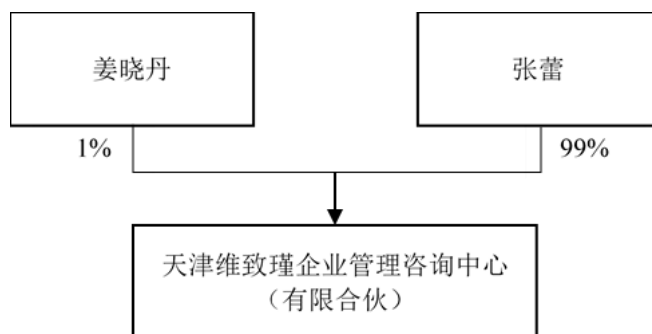 姜晓丹
张蕾
1%
99%
天津维致瑾企业管理咨询中心
（有限合伙）